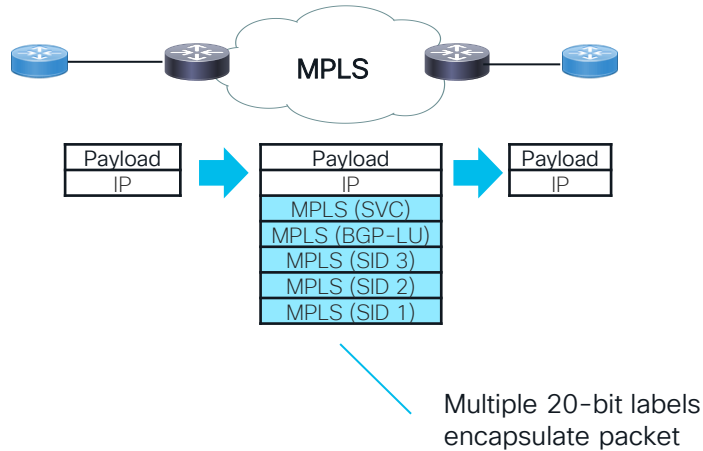 MPLS
Payload
IP
Payload
IP
MPLS (SVC)
MPLS (BGP-LU)
MPLS (SID 3)
MPLS (SID 2)
MPLS (SID 1)
Payload
IP
Multiple 20-bit labels
encapsulate packet